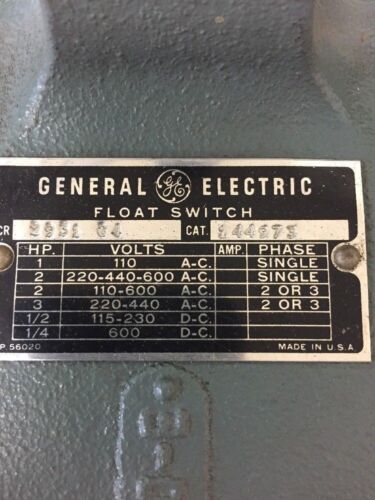 GENERAL GE ELECTRIC
FLOAT SWITCH
CR 2931 CAT.
HP. VOLTS AMP. PHASE
1 110 A-C. SINGLE
2 220-440-600 A-C. SINGLE
2 110-600 A-C. 2 OR 3
3 220-440 A-C. 2 OR 3
1/2 115-230 D-C.
1/4 600 D-C.
P. 56020 MADE IN U.S.A